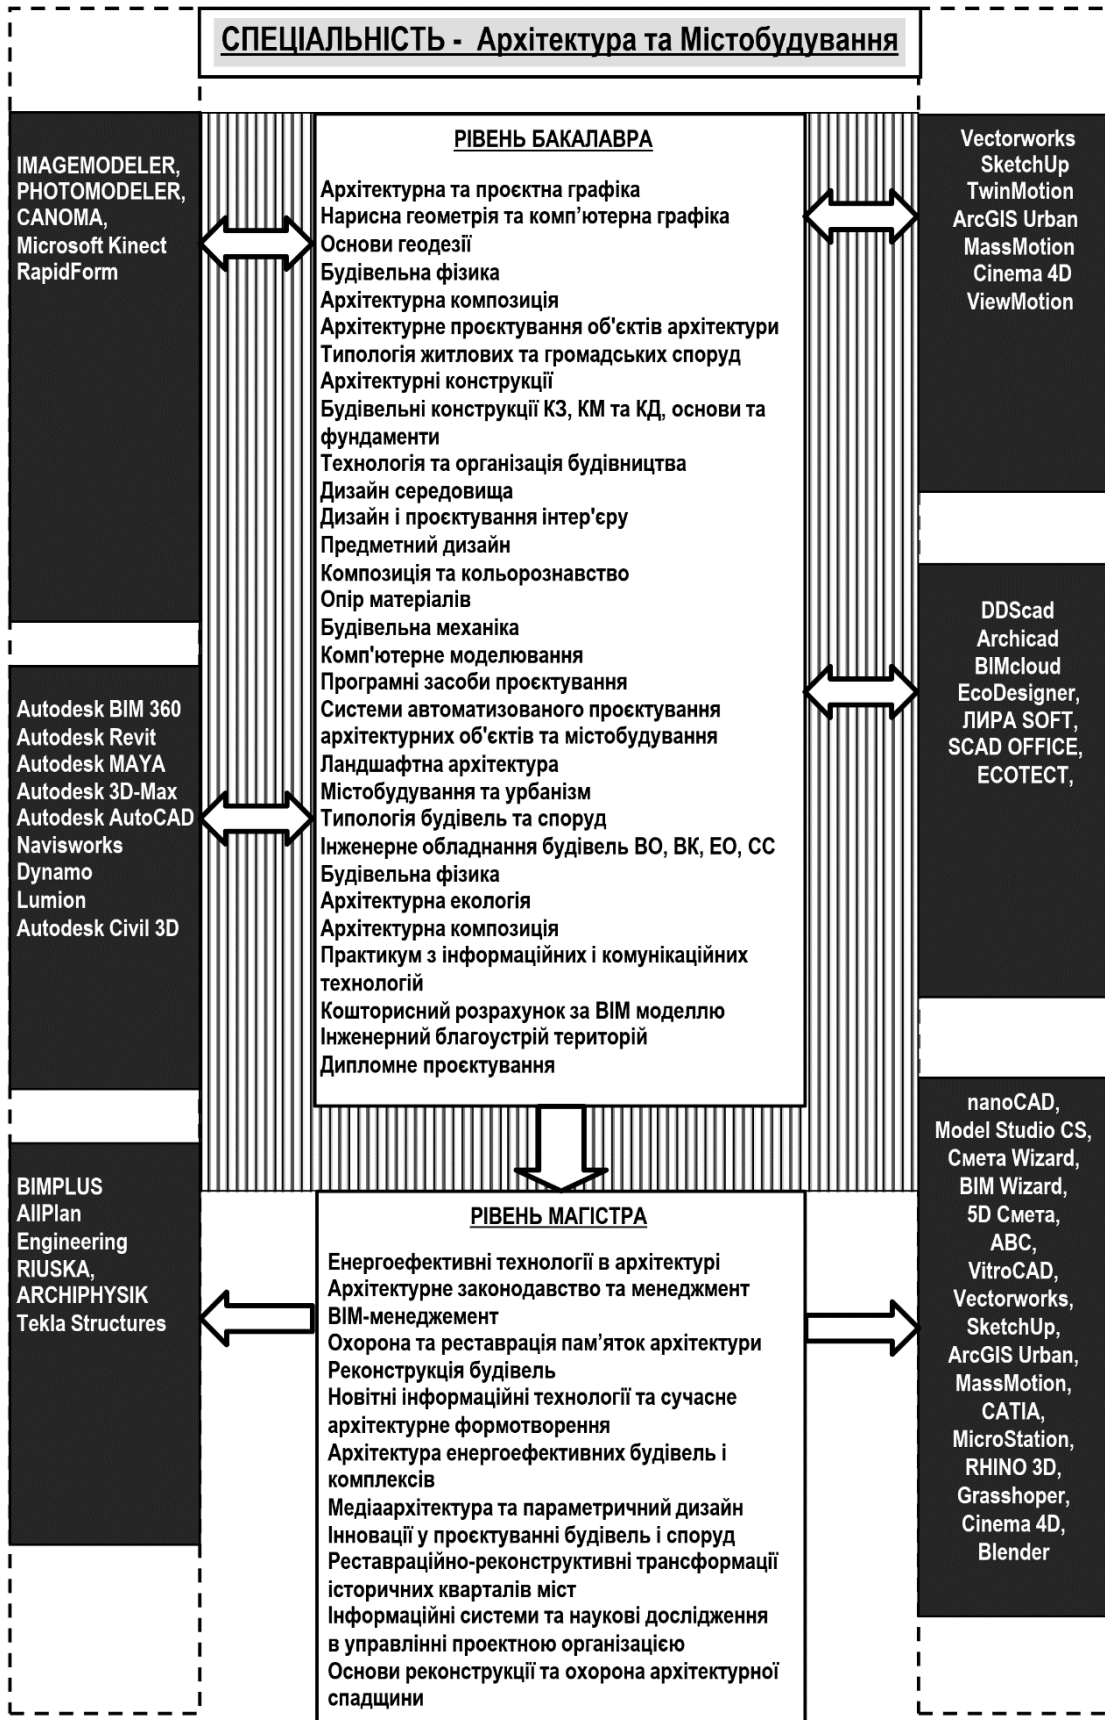 СПЕЦІАЛЬНІСТЬ - Архітектура та Містобудування
IMAGEMODELER,
PHOTOMODELER,
CANOMA,
Microsoft Kinect
RapidForm
Autodesk BIM 360
Autodesk Revit
Autodesk MAYA
Autodesk 3D-Max
Autodesk AutoCAD
Navisworks
Dynamo
Lumion
Autodesk Civil 3D
BIMPLUS
AllPlan
Engineering
RIUSKA,
ARCHIPHYSIK
Tekla Structures
РІВЕНЬ БАКАЛАВРА
Архітектурна та проєктна графіка
Нарисна геометрія та комп’ютерна графіка
Основи геодезії
Будівельна фізика
Архітектурна композиція
Архітектурне проєктування об'єктів архітектури
Типологія житлових та громадських споруд
Архітектурні конструкції
Будівельні конструкції КЗ, КМ та КД, основи та
фундаменти
Технологія та організація будівництва
Дизайн середовища
Дизайн і проєктування інтер'єру
Предметний дизайн
Композиція та кольорознавство
Опір матеріалів
Будівельна механіка
Комп'ютерне моделювання
Програмні засоби проєктування
Системи автоматизованого проєктування
архітектурних об'єктів та містобудування
Ландшафтна архітектура
Містобудування та урбанізм
Типологія будівель та споруд
Інженерне обладнання будівель ВО, ВК, ЕО, СС
Будівельна фізика
Архітектурна екологія
Архітектурна композиція
Практикум з інформаційних і комунікаційних
технологій
Кошторисний розрахунок за BIM моделлю
Інженерний благоустрій територій
Дипломне проєктування
РІВЕНЬ МАГІСТРА
Енергоефективні технології в архітектурі
Архітектурне законодавство та менеджмент
BIM-менеджемент
Охорона та реставрація пам’яток архітектури
Реконструкція будівель
Новітні інформаційні технології та сучасне
архітектурне формотворення
Архітектура енергоефективних будівель і
комплексів
Медіаархітектура та параметричний дизайн
Інновації у проєктуванні будівель і споруд
Реставраційно-реконструктивні трансформації
історичних кварталів міст
Інформаційні системи та наукові дослідження
в управлінні проектною організацією
Основи реконструкції та охорона архітектурної
спадщини
Vectorworks
SketchUp
TwinMotion
ArcGIS Urban
MassMotion
Cinema 4D
ViewMotion
DDScad
Archicad
BIMcloud
EcoDesigner,
ЛИРА SOFT,
SCAD OFFICE,
ECOTECT,
nanoCAD,
Model Studio CS,
Смета Wizard,
BIM Wizard,
5D Смета,
ABC,
VitroCAD,
Vectorworks,
SketchUp,
ArcGIS Urban,
MassMotion,
CATIA,
MicroStation,
RHINO 3D,
Grasshoper,
Cinema 4D,
Blender